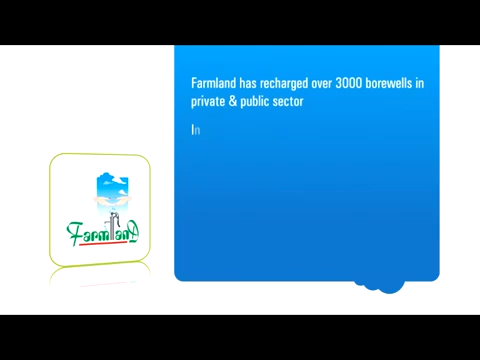 Farmland has recharged over 3000 borewells in
private & public sector
In
FarmlanD